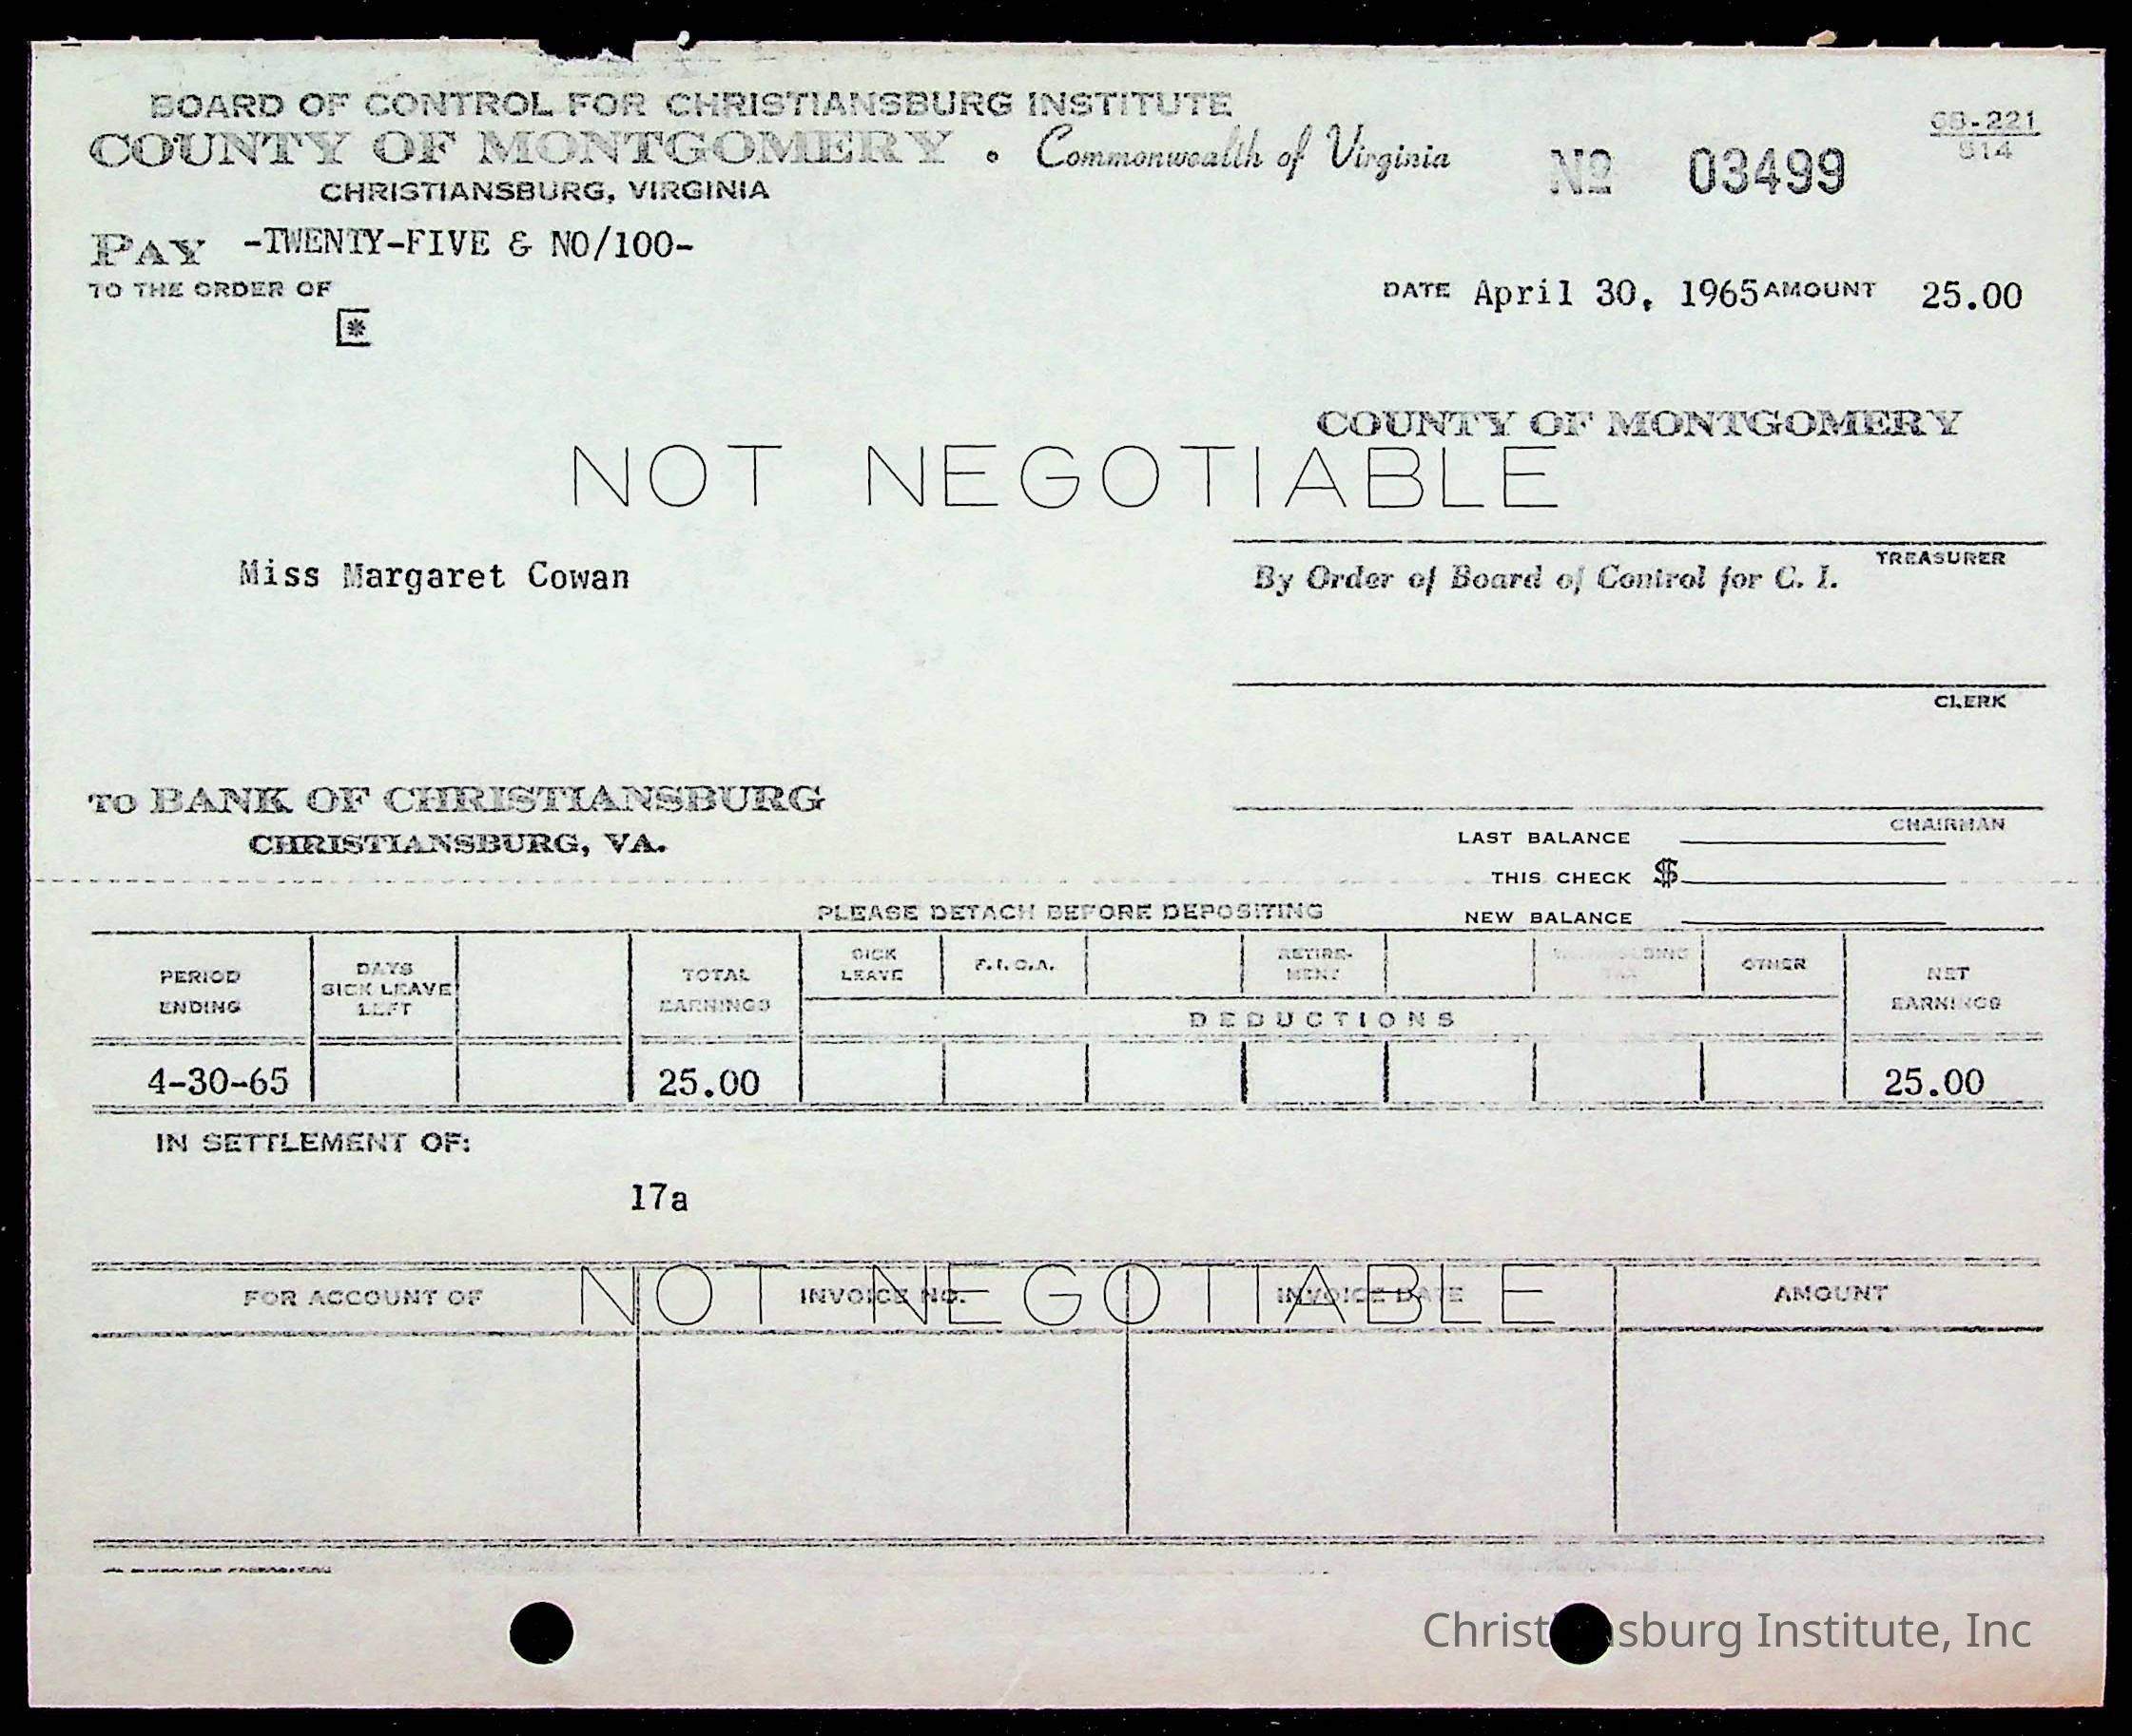 BOARD OF CONTROL FOR CHRISTIANSBURG INSTITUTE
COUNTY OF MONTGOMERY • Commonwealth of Virginia
CHRISTIANSBURG, VIRGINIA
№ 03499
68-221
514
PAY -TWENTY-FIVE & NO/100-
TO THE ORDER OF
DATE April 30, 1965 AMOUNT 25.00
*
COUNTY OF MONTGOMERY
NOT NEGOTIABLE
TREASURER
Miss Margaret Cowan
By Order of Board of Control for C. I.
CLERK
TO BANK OF CHRISTIANSBURG
CHRISTIANSBURG, VA.
CHAIRMAN
LAST BALANCE
THIS CHECK $
NEW BALANCE
PLEASE DETACH BEFORE DEPOSITING
PERIOD ENDING
DAYS SICK LEAVE LEFT
TOTAL EARNINGS
SICK LEAVE
F.I.C.A.
RETIREMENT
OTHER
NET EARNINGS
DEDUCTIONS
4-30-65 25.00 25.00
IN SETTLEMENT OF:
17a
NOT NEGOTIABLE
FOR ACCOUNT OF INVOICE NO. INVOICE DATE AMOUNT
CORPORATION
Christiansburg Institute, Inc